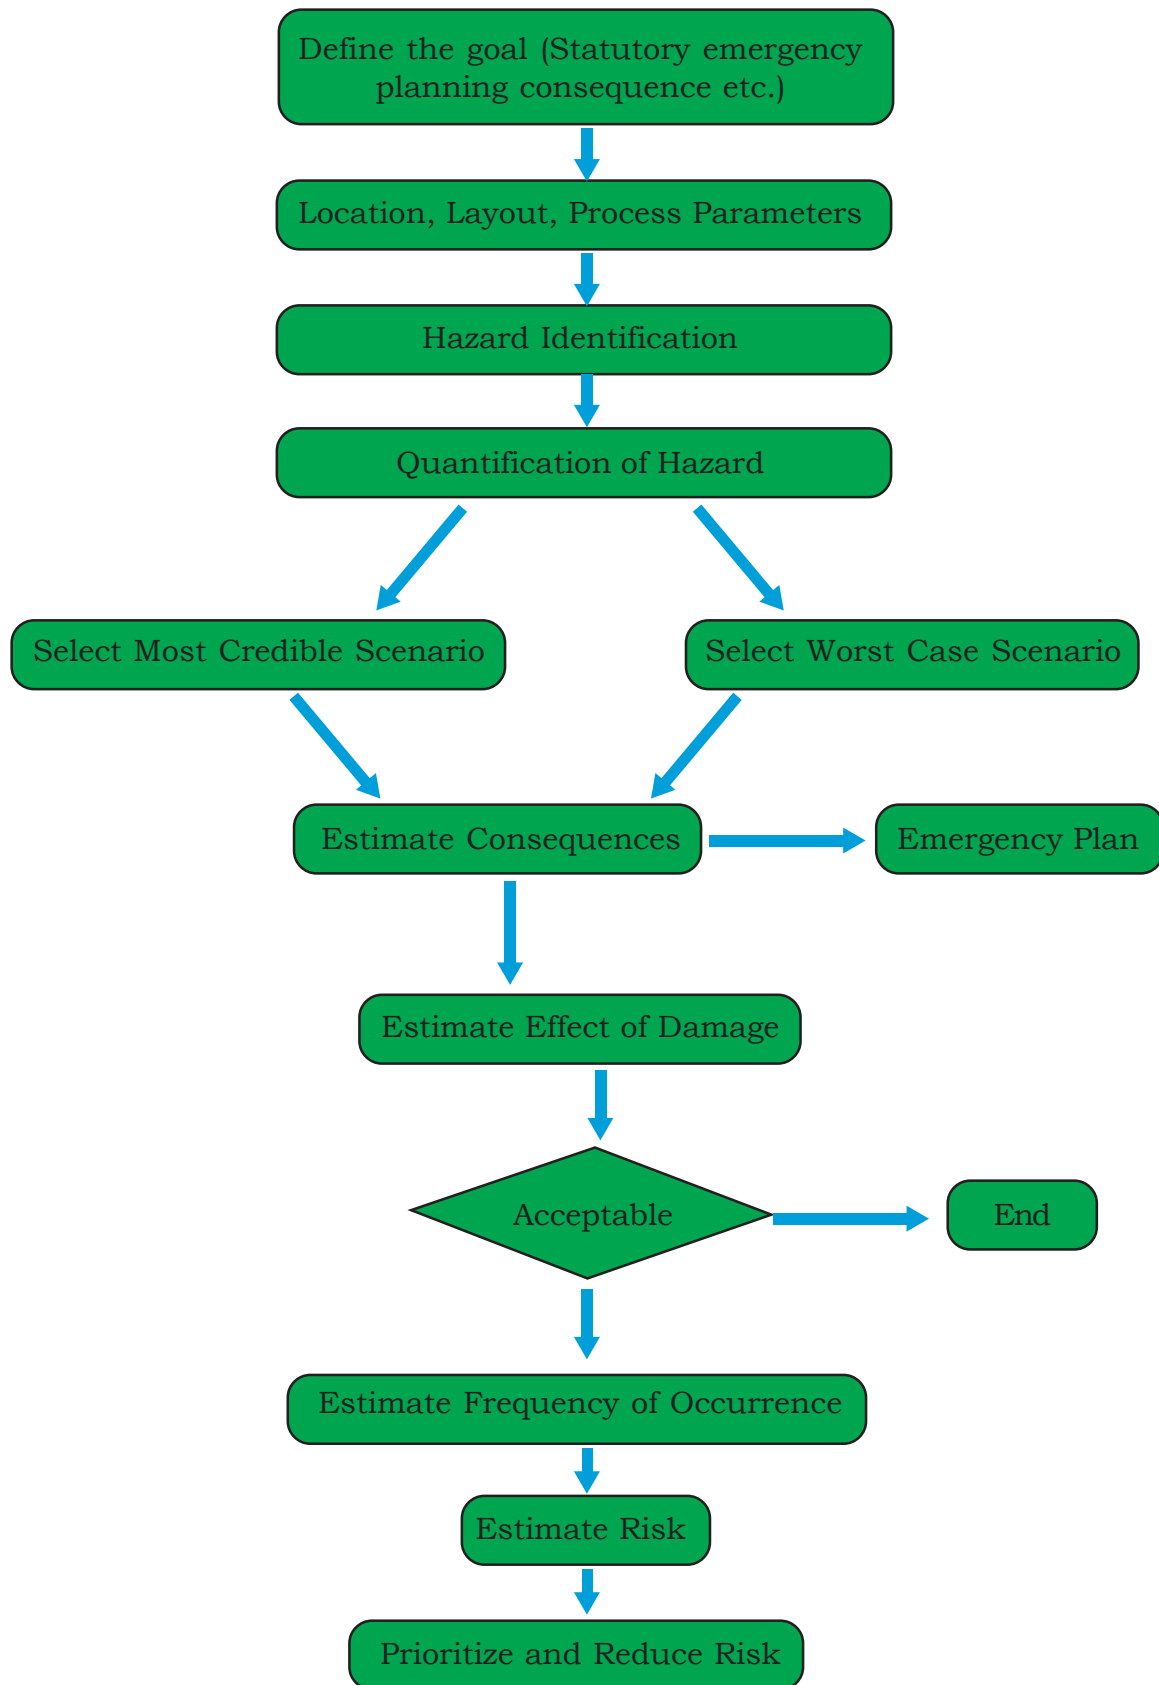 Define the goal (Statutory emergency
planning consequence etc.)
Location, Layout, Process Parameters
Hazard Identification
Quantification of Hazard
Select Most Credible Scenario
Select Worst Case Scenario
Estimate Consequences
Emergency Plan
Estimate Effect of Damage
Acceptable
End
Estimate Frequency of Occurrence
Estimate Risk
Prioritize and Reduce Risk